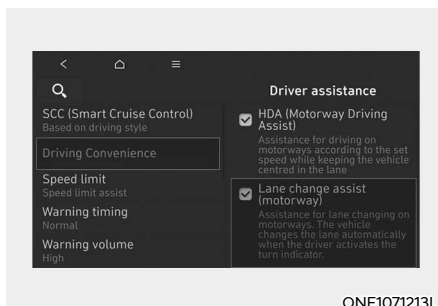 Driver assistance
SCC (Smart Cruise Control)
Based on driving style
Driving Convenience
Speed limit
Speed limit assist
Warning timing
Normal
Warning volume
High
HDA (Motorway Driving
Assist)
Assistance for driving on
motorways according to the set
speed while keeping the vehicle
centred in the lane
Lane change assist
(motorway)
Assistance for lane changing on
motorways. The vehicle
changes the lane automatically
when the driver activates the
turn indicator.
ONE1071213L